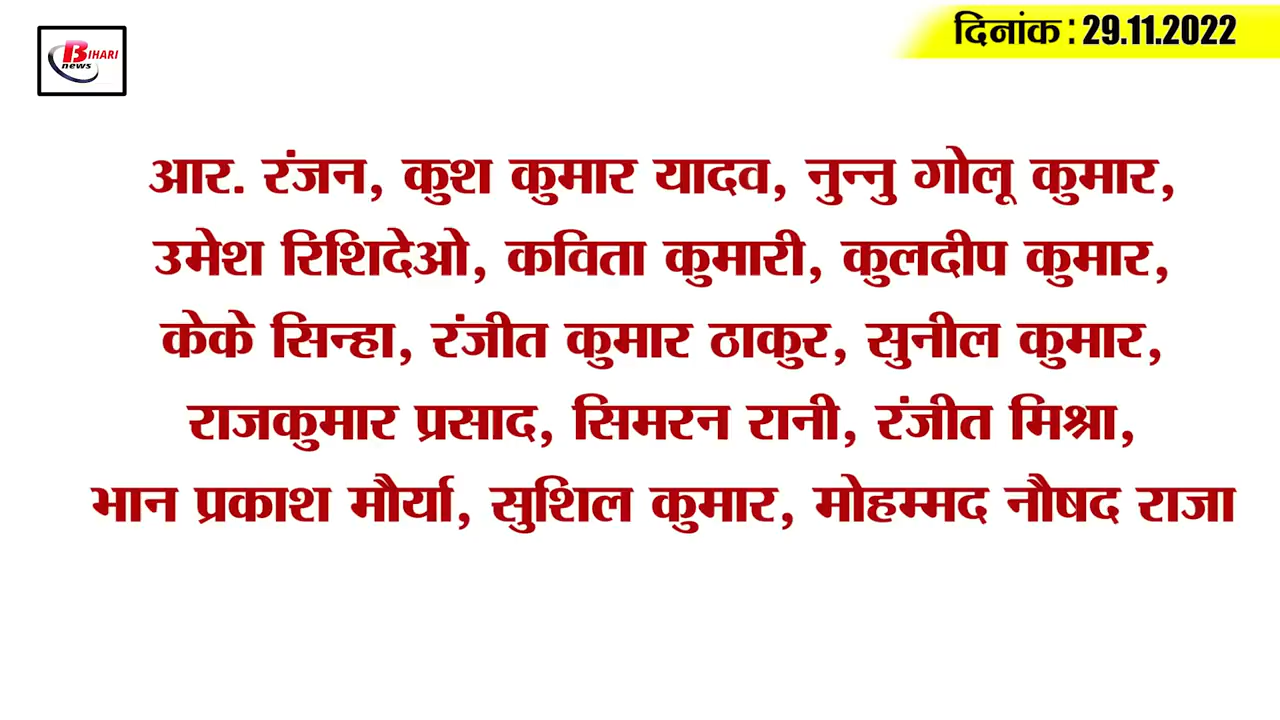 BIHARI
news
दिनांक : 29.11.2022
आर. रंजन, कुश कुमार यादव, नुन्नु गोलू कुमार,
उमेश रिशिदेओ, कविता कुमारी, कुलदीप कुमार,
केके सिन्हा, रंजीत कुमार ठाकुर, सुनील कुमार,
राजकुमार प्रसाद, सिमरन रानी, रंजीत मिश्रा,
भान प्रकाश मौर्या, सुशिल कुमार, मोहम्मद नौषद राजा